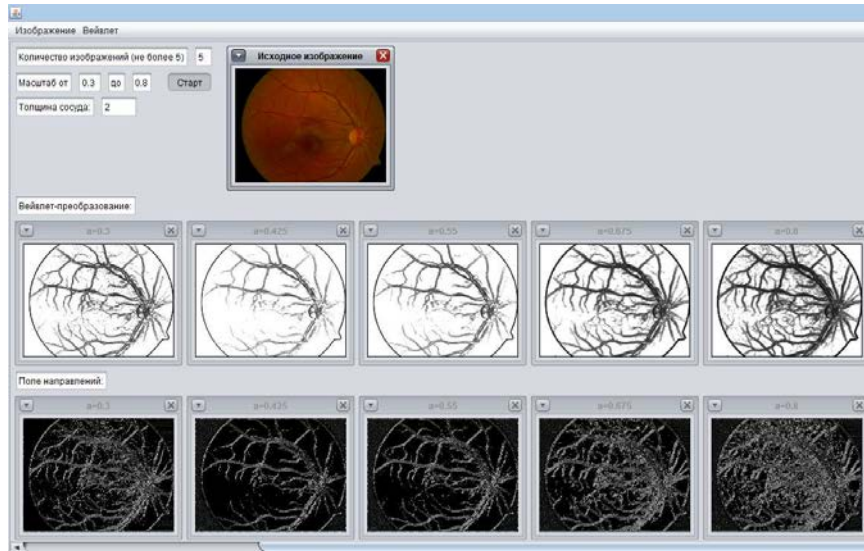 Изображение Вейвлет
Количество изображений (не более 5) 5
Масштаб от 0.3 до 0.8 Старт
Толщина сосуда: 2
Исходное изображение
Вейвлет-преобразование:
a=0.3 a=0.425 a=0.55 a=0.675 a=0.8
Поле направлений:
a=0.3 a=0.425 a=0.55 a=0.675 a=0.8